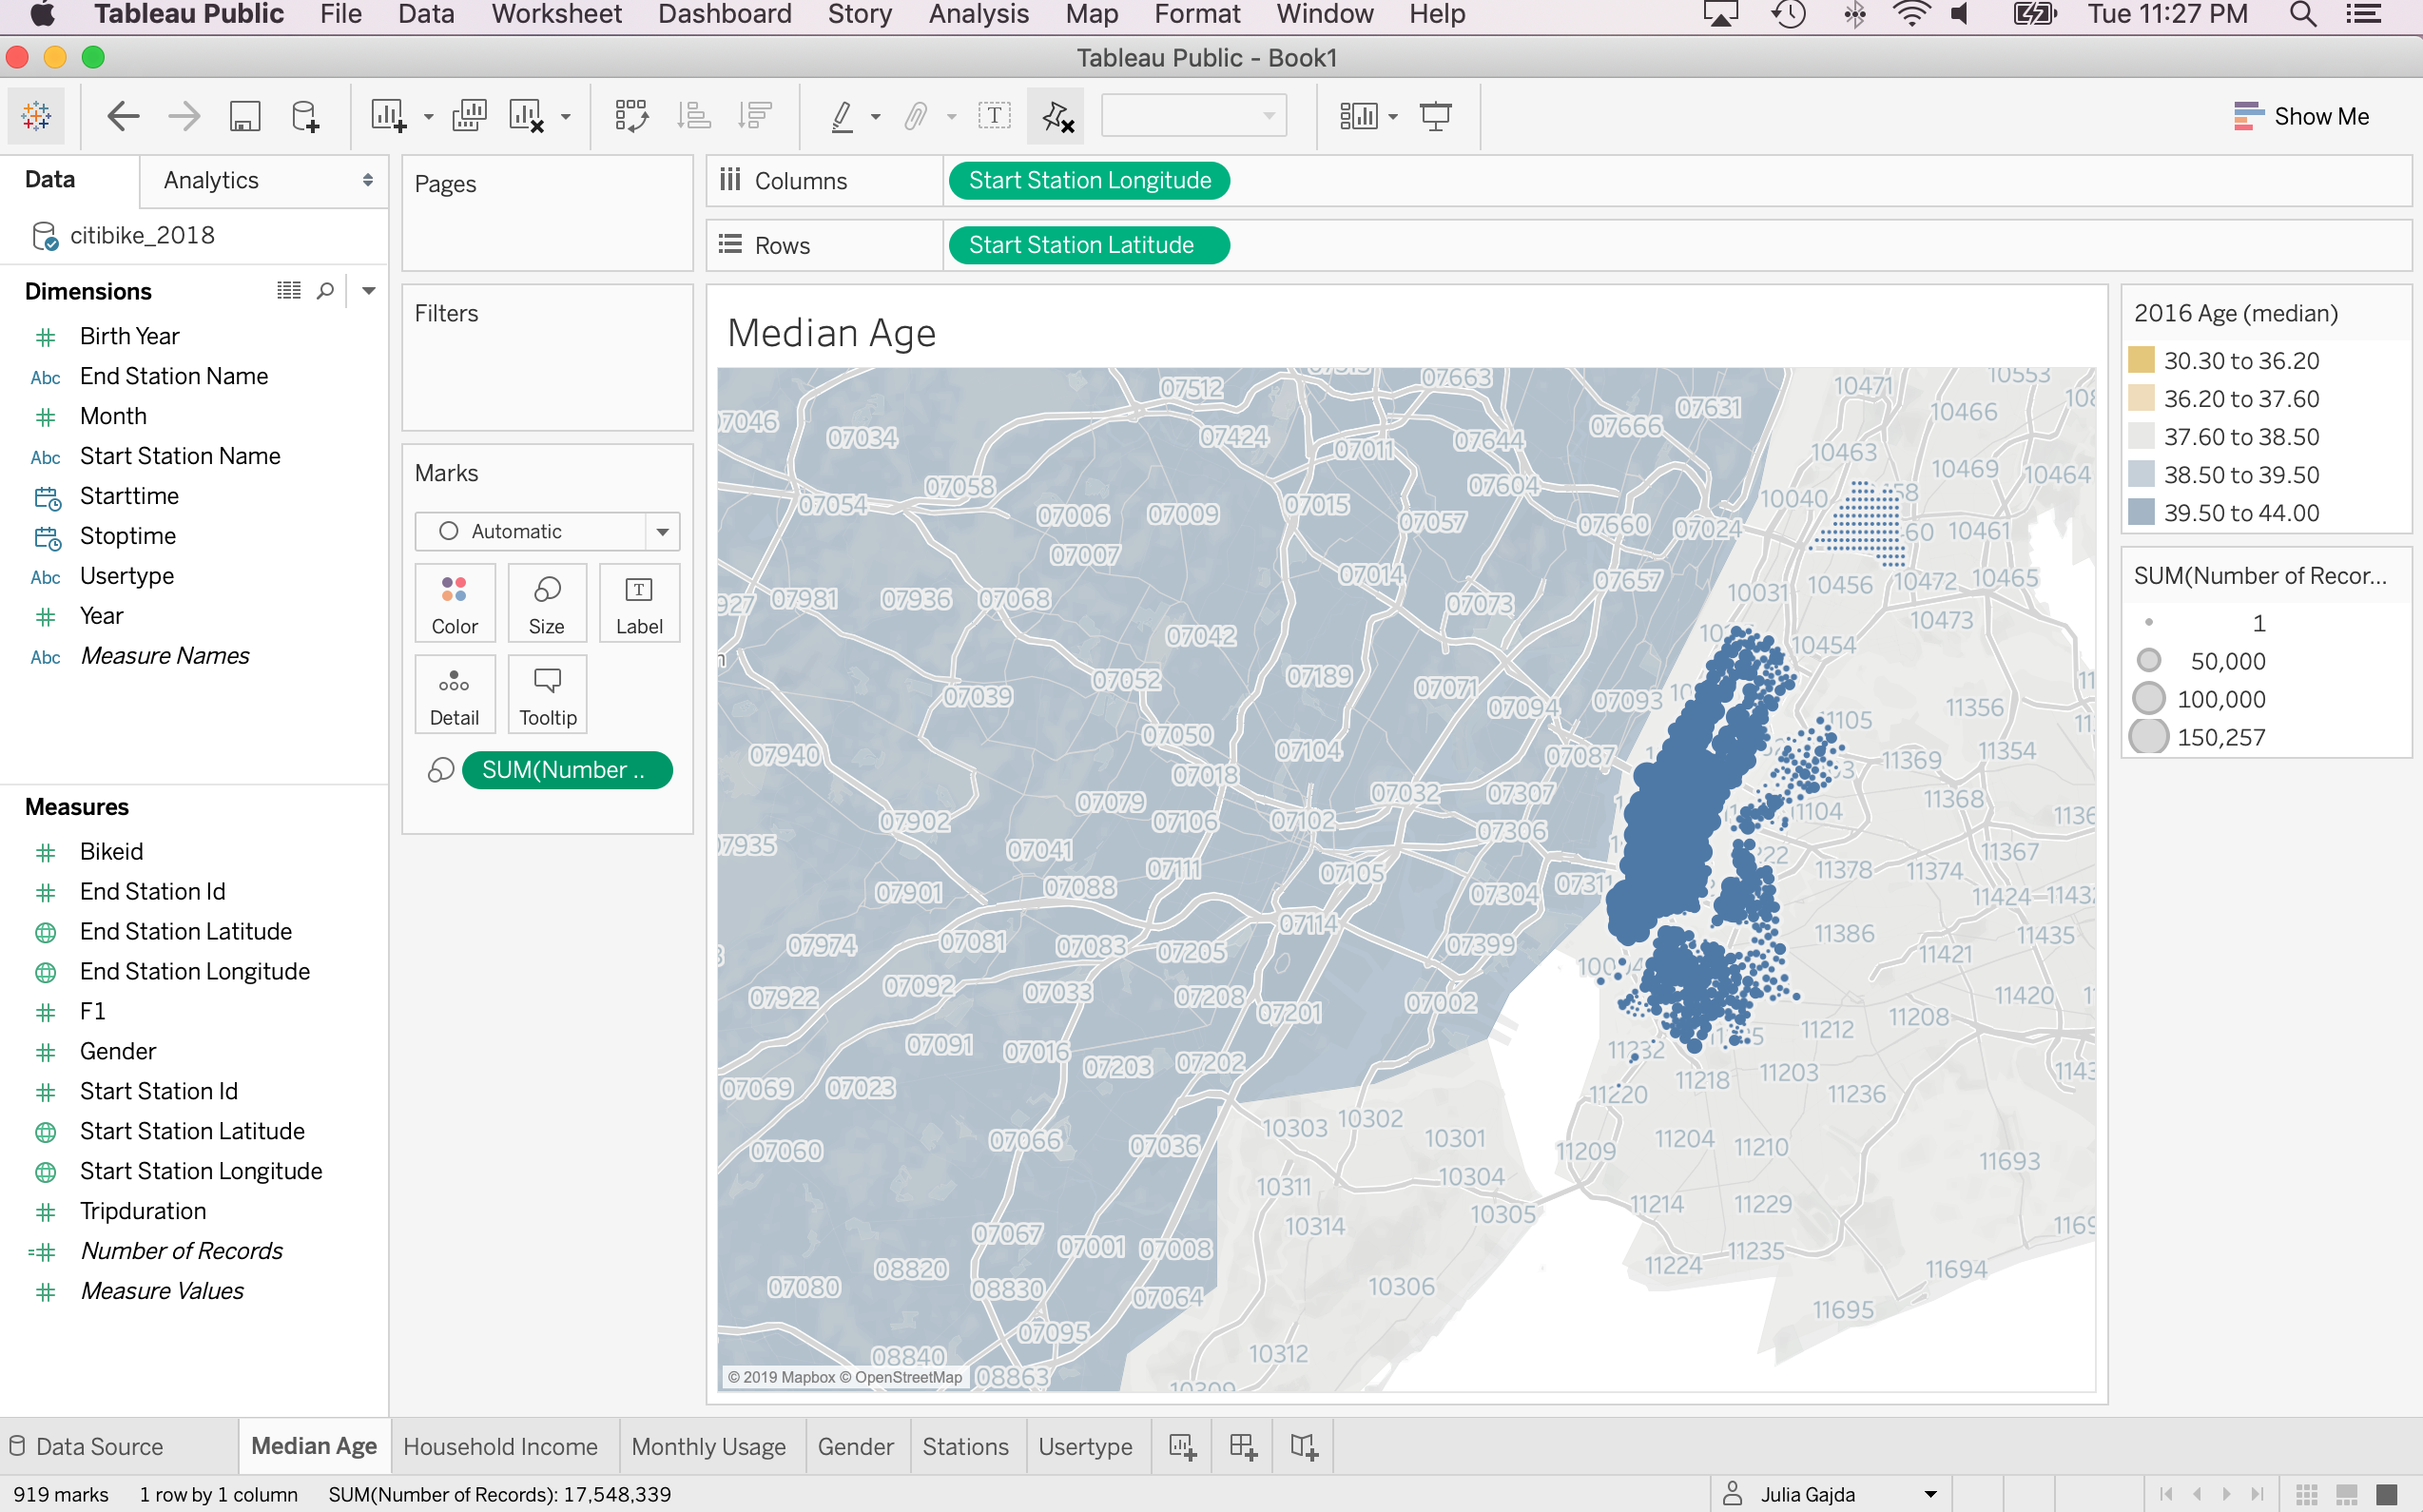 Tableau Public File Data Worksheet Dashboard Story Analysis Map Format Window Help Tue 11:27 PM
Tableau Public - Book1
Show Me
Data Analytics
citibike_2018
Dimensions
# Birth Year
Abc End Station Name
# Month
Abc Start Station Name
Starttime
Stoptime
Abc Usertype
# Year
Abc Measure Names
Measures
# Bikeid
# End Station Id
End Station Latitude
End Station Longitude
# F1
# Gender
# Start Station Id
Start Station Latitude
Start Station Longitude
# Tripduration
=# Number of Records
# Measure Values
Pages
Filters
Marks
Automatic
Color Size Label
Detail Tooltip
SUM(Number ..
Columns Start Station Longitude
Rows Start Station Latitude
Median Age
07512 07663 10471 10553
07046 07034 07424 07631 10466
07011 07644 07666 10463
07058 07604 10469 10464
07054 07006 07009 07015 07057 07660 07024 10040 10461
07007 07014 07657 10031 10456 10472 10465
07981 07936 07068 07073 10473
07042 10454
07039 07052 07189 07071 07094 07093 11356
07940 07050 07104 07087 11369 11354
07018 07079 07032 07307 11368
07902 07106 07102 07306 11104
07935 07041 07111 07105 11378 11374 11367
07901 07088 07304 07311 11424
07114 11386 11435
07974 07081 07083 07205 07399 11421
07922 07092 07033 07208 07002 11420
07201 11212 11208
07091 07016 07203 07202 11232
07069 07023 11220 11218 11203 11236
07060 07066 07036 10303 10302 10301 11209 11204 11210 11693
10311 10304
10314 10305 11214 11229
07067 07001 07008 11235
08820 11224 11694
07080 08830 07064 10306 11695
07095 10312
08840 08863 10309
© 2019 Mapbox © OpenStreetMap
2016 Age (median)
30.30 to 36.20
36.20 to 37.60
37.60 to 38.50
38.50 to 39.50
39.50 to 44.00
SUM(Number of Recor...
1
50,000
100,000
150,257
Data Source Median Age Household Income Monthly Usage Gender Stations Usertype
919 marks 1 row by 1 column SUM(Number of Records): 17,548,339 Julia Gajda